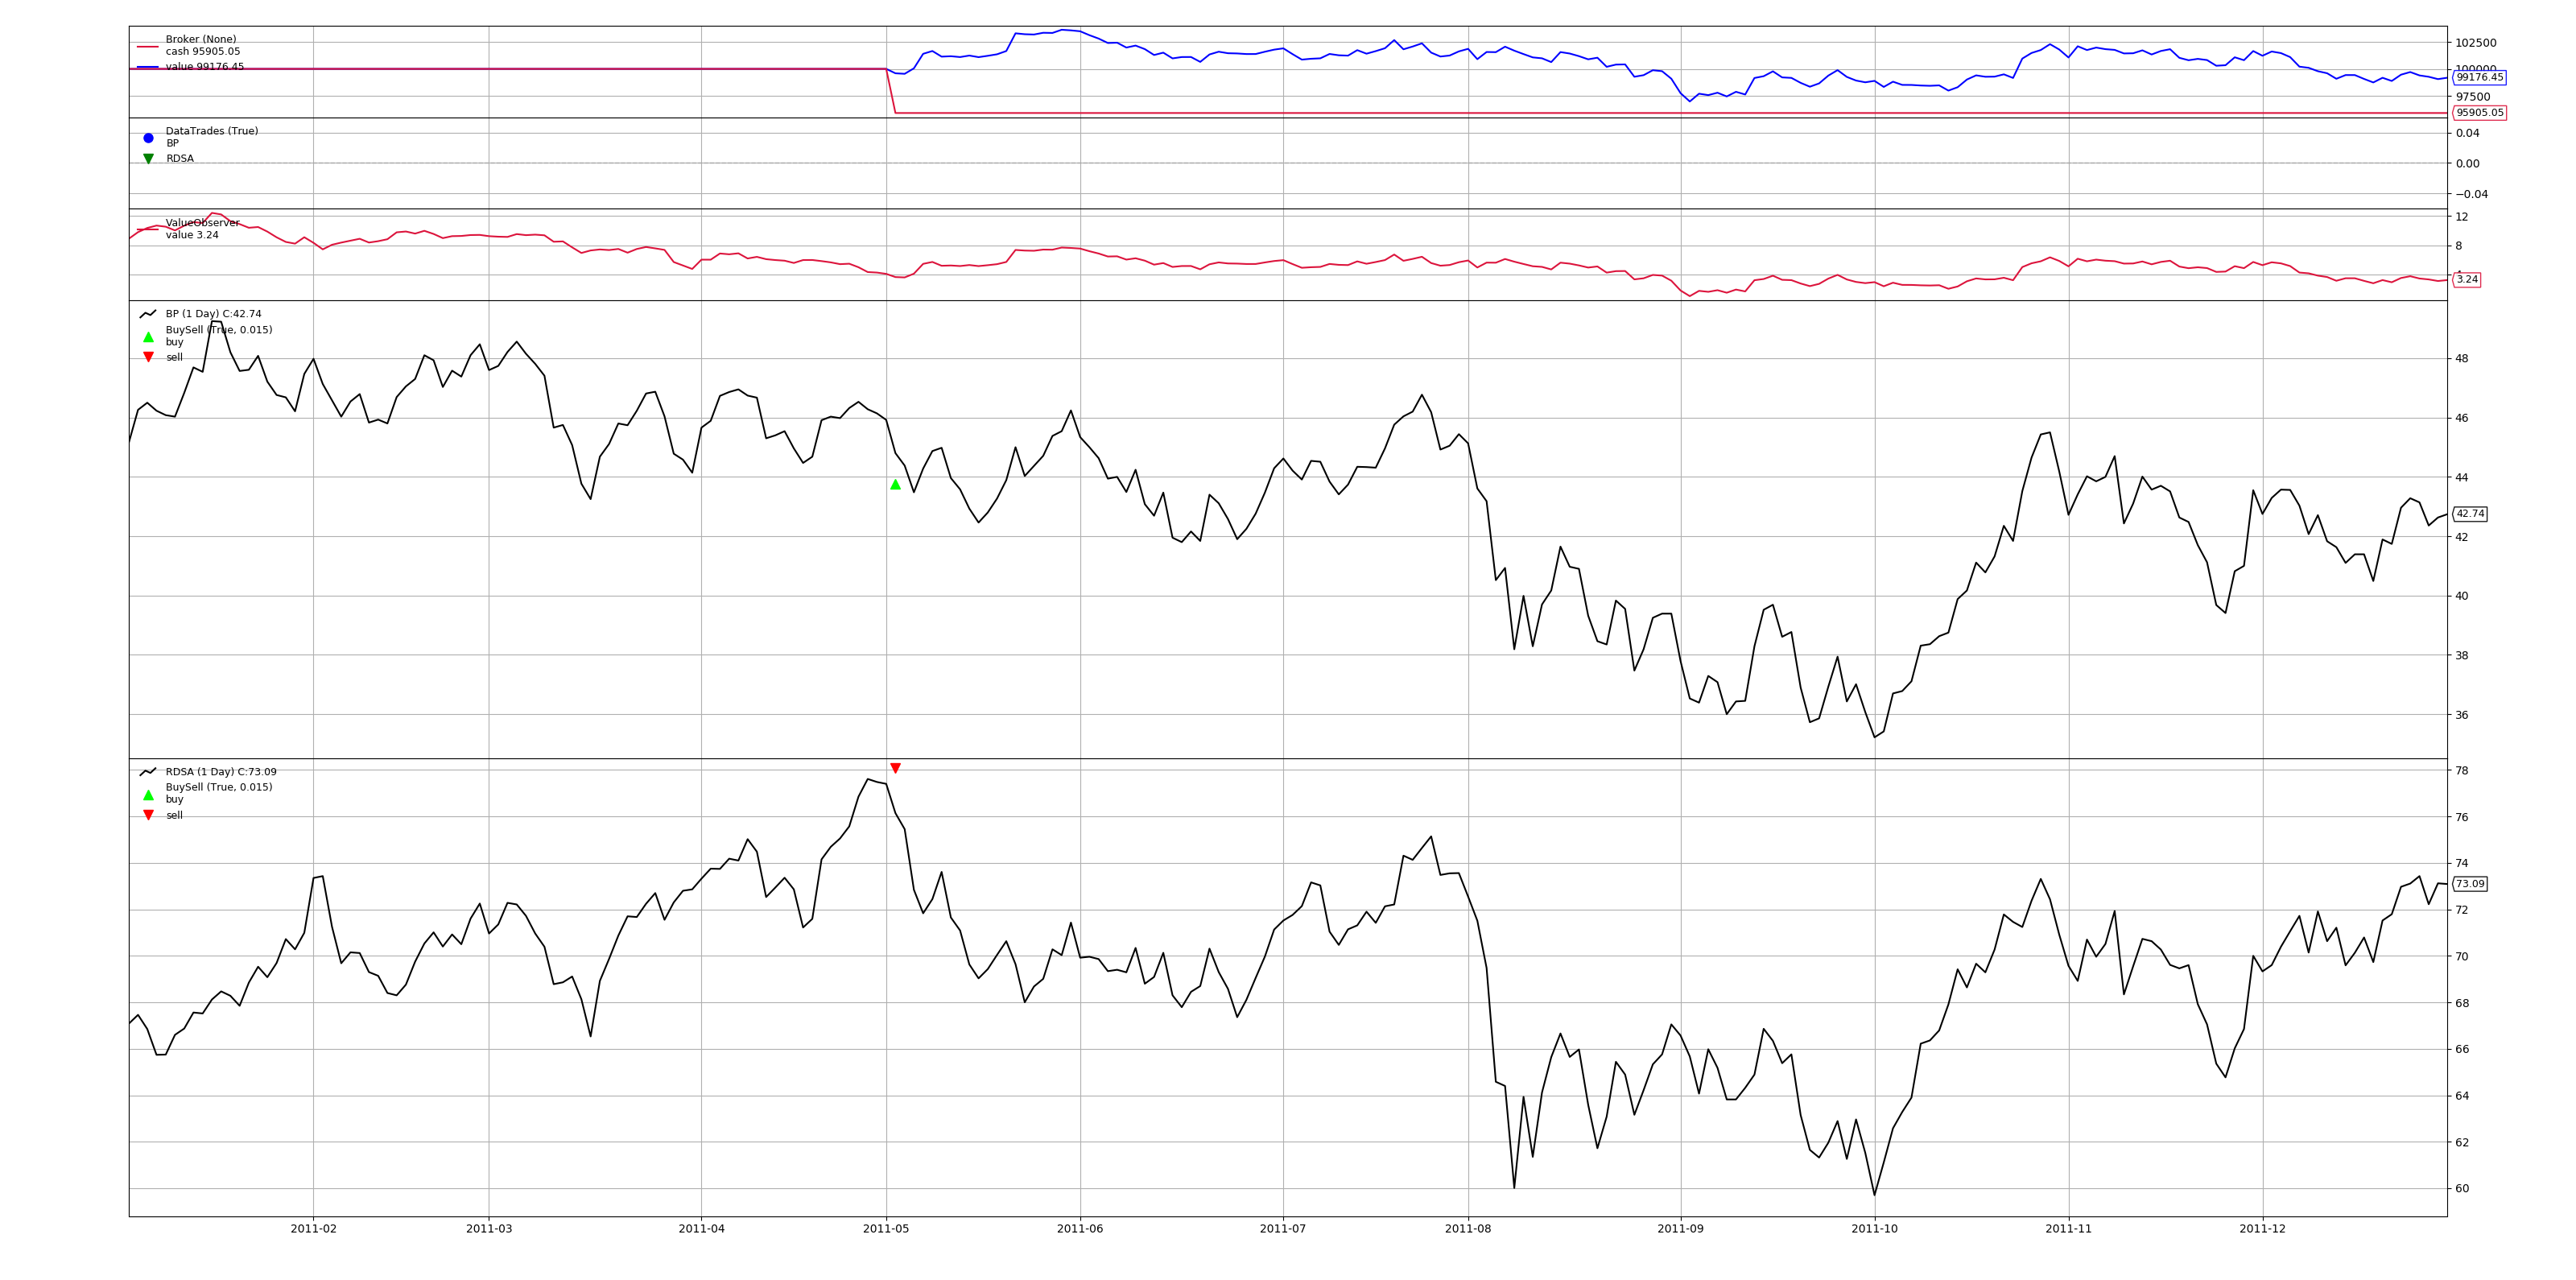 Broker (None)
cash 95905.05
value 99176.45
102500
100000
99176.45
97500
95905.05
DataTrades (True)
BP
RDSA
0.04
0.00
−0.04
ValueObserver
value 3.24
12
8
4
3.24
BP (1 Day) C:42.74
BuySell (True, 0.015)
buy
sell
48
46
44
42.74
42
40
38
36
RDSA (1 Day) C:73.09
BuySell (True, 0.015)
buy
sell
78
76
74
73.09
72
70
68
66
64
62
60
2011-02 2011-03 2011-04 2011-05 2011-06 2011-07 2011-08 2011-09 2011-10 2011-11 2011-12